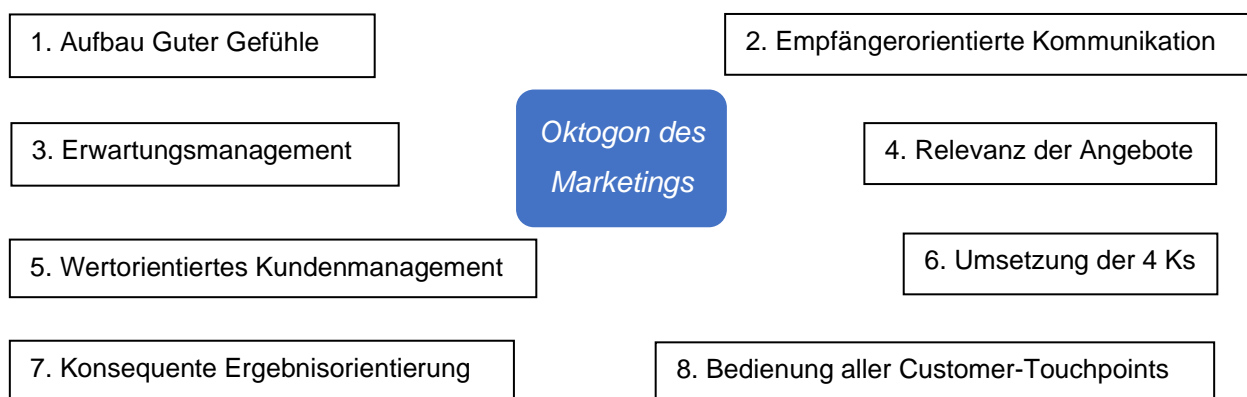 1. Aufbau Guter Gefühle
2. Empfängerorientierte Kommunikation
Oktogon des
Marketings
3. Erwartungsmanagement
4. Relevanz der Angebote
5. Wertorientiertes Kundenmanagement
6. Umsetzung der 4 Ks
7. Konsequente Ergebnisorientierung
8. Bedienung aller Customer-Touchpoints